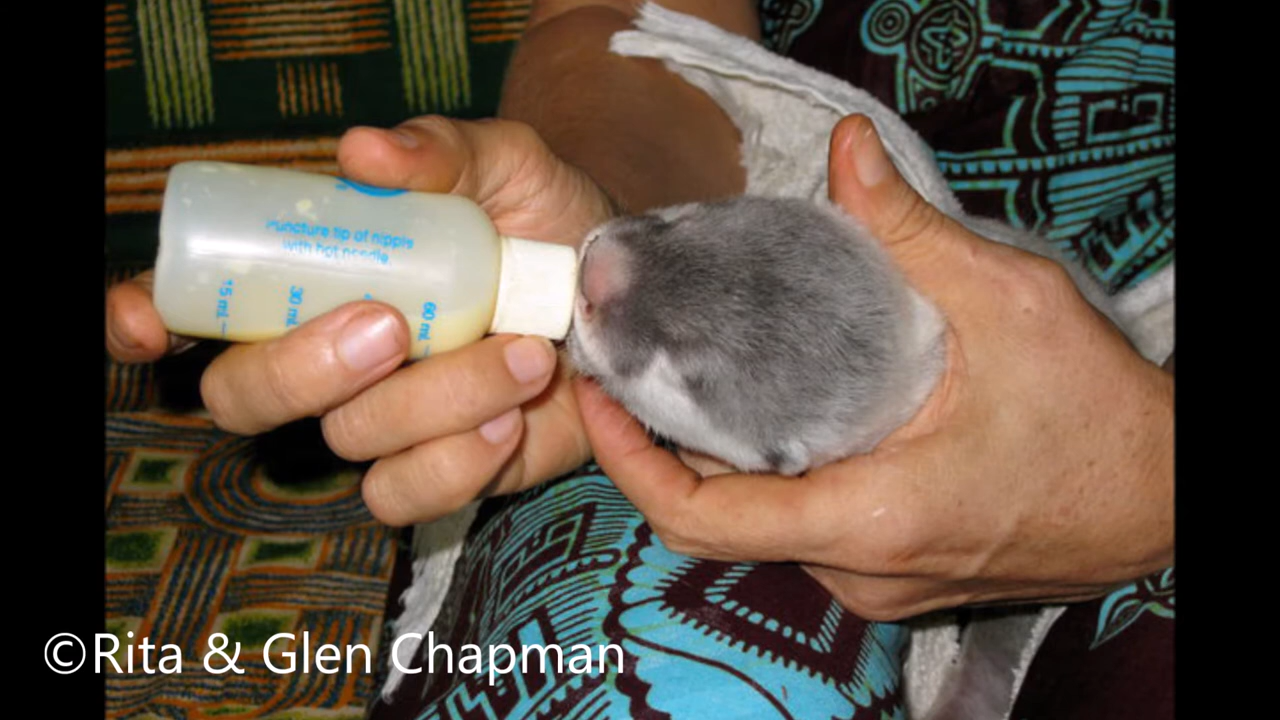 Puncture tip of nipple
with hot needle.
15 mL
30 mL
60 mL
©Rita & Glen Chapman